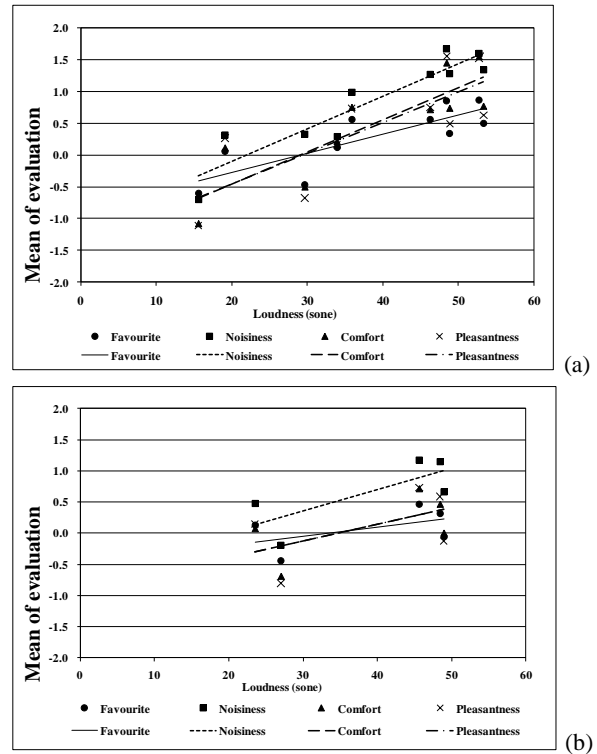 2.0
1.5
1.0
0.5
0.0
-0.5
-1.0
-1.5
-2.0
Mean of evaluation
0 10 20 30 40 50 60
Loudness (sone)
Favourite Noisiness Comfort Pleasantness
Favourite Noisiness Comfort Pleasantness
(a)
2.0
1.5
1.0
0.5
0.0
-0.5
-1.0
-1.5
-2.0
Mean of evaluation
0 10 20 30 40 50 60
Loudness (sone)
Favourite Noisiness Comfort Pleasantness
Favourite Noisiness Comfort Pleasantness
(b)